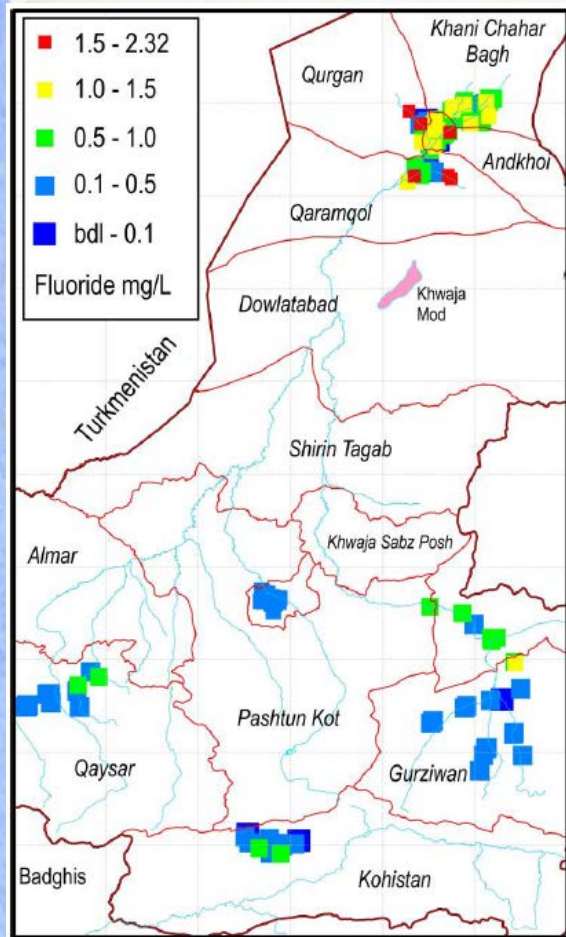 1.5 - 2.32
1.0 - 1.5
0.5 - 1.0
0.1 - 0.5
bdl - 0.1
Fluoride mg/L
Khani Chahar
Bagh
Qurgan
Andkhoi
Qaramqol
Dowlatabad
Khwaja
Mod
Turkmenistan
Shirin Tagab
Khwaja Sabz Posh
Almar
Pashtun Kot
Qaysar
Gurziwan
Badghis
Kohistan